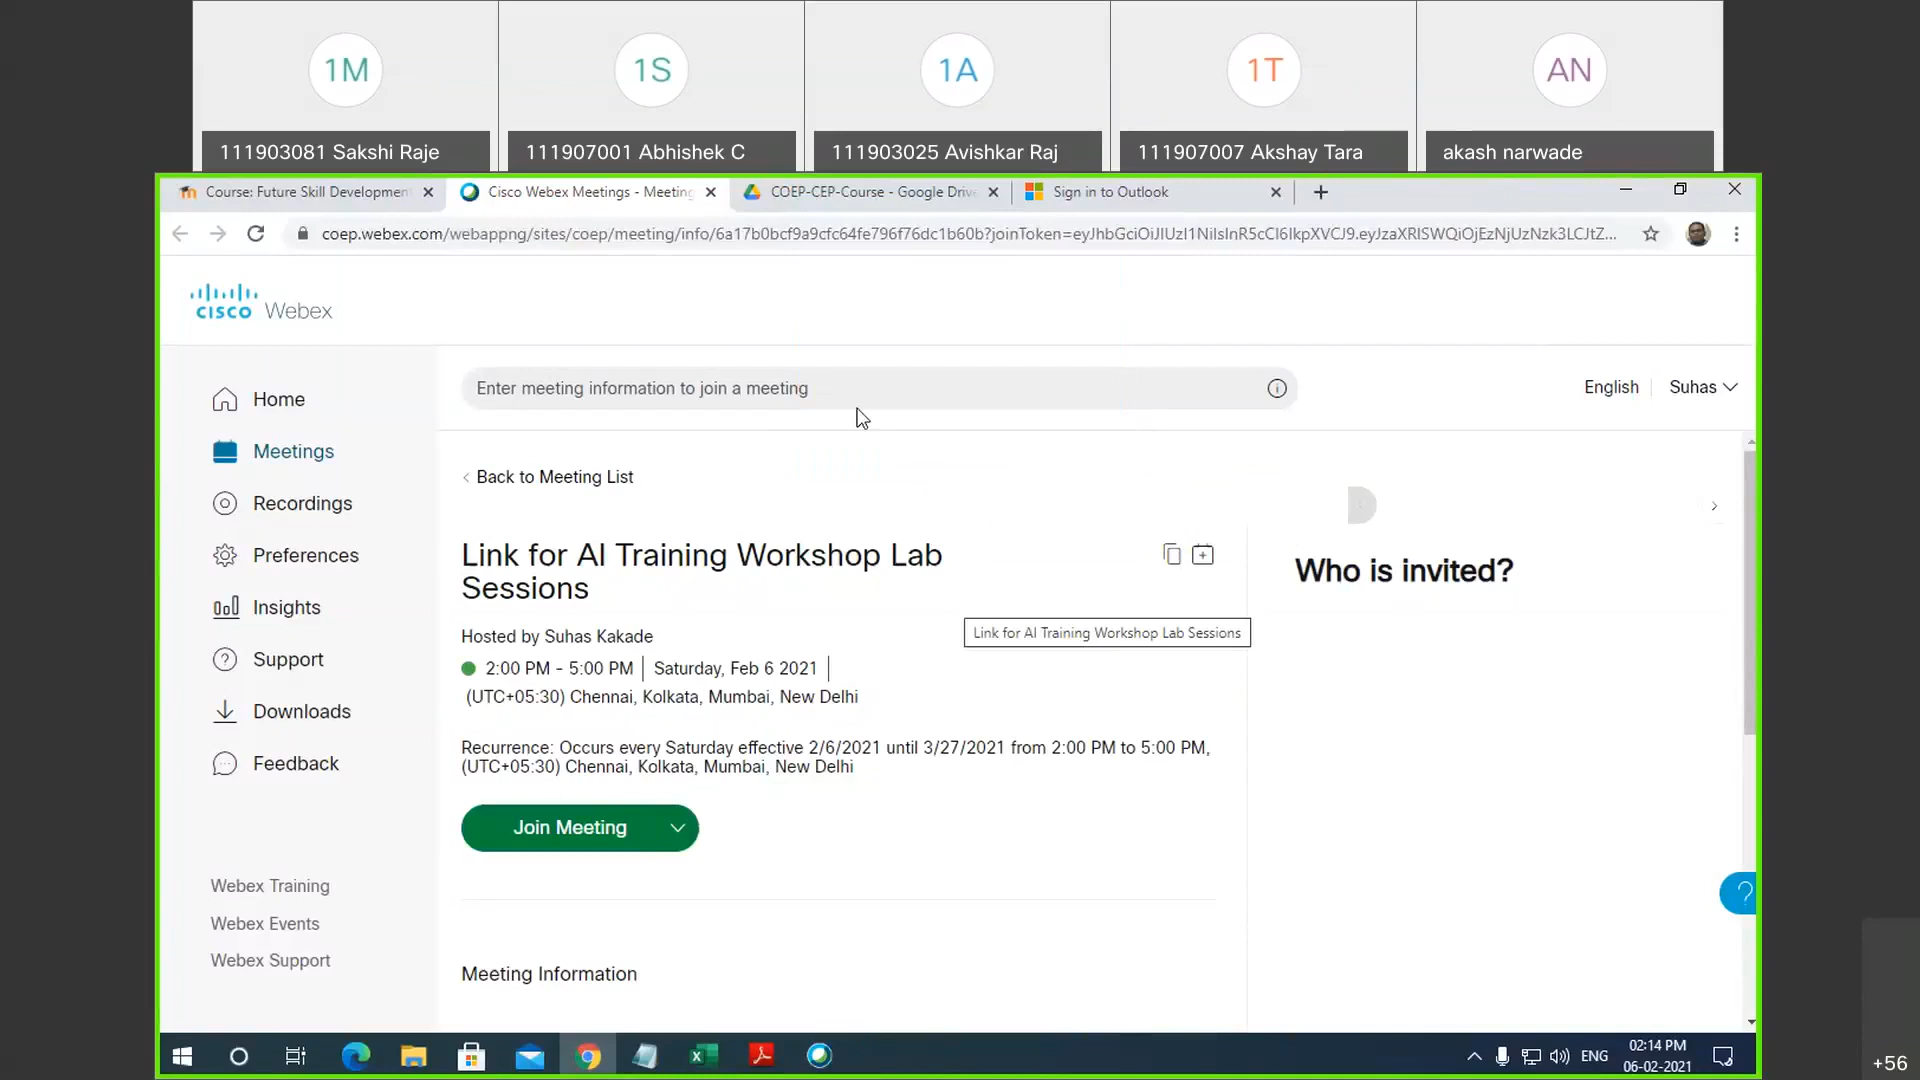 1M
1S
1A
1T
AN
111903081 Sakshi Raje
111907001 Abhishek C
111903025 Avishkar Raj
111907007 Akshay Tara
akash narwade
Course: Future Skill Development
Cisco Webex Meetings - Meeting
COEP-CEP-Course - Google Drive
Sign in to Outlook
coep.webex.com/webappng/sites/coep/meeting/info/6a17b0bcf9a9cfc64fe796f76dc1b60b?joinToken=eyJhbGciOiJIUzI1NiIsInR5cCI6IkpXVCJ9.eyJzaXRlSWQiOjEzNjUzNzk3LCJtZ...
CISCO Webex
Enter meeting information to join a meeting
English
Suhas
Home
Meetings
Recordings
Preferences
Insights
Support
Downloads
Feedback
Webex Training
Webex Events
Webex Support
Back to Meeting List
Link for AI Training Workshop Lab
Sessions
Link for AI Training Workshop Lab Sessions
Hosted by Suhas Kakade
2:00 PM - 5:00 PM | Saturday, Feb 6 2021 |
(UTC+05:30) Chennai, Kolkata, Mumbai, New Delhi
Recurrence: Occurs every Saturday effective 2/6/2021 until 3/27/2021 from 2:00 PM to 5:00 PM,
(UTC+05:30) Chennai, Kolkata, Mumbai, New Delhi
Join Meeting
Meeting Information
Who is invited?
?
ENG
02:14 PM
06-02-2021
+56